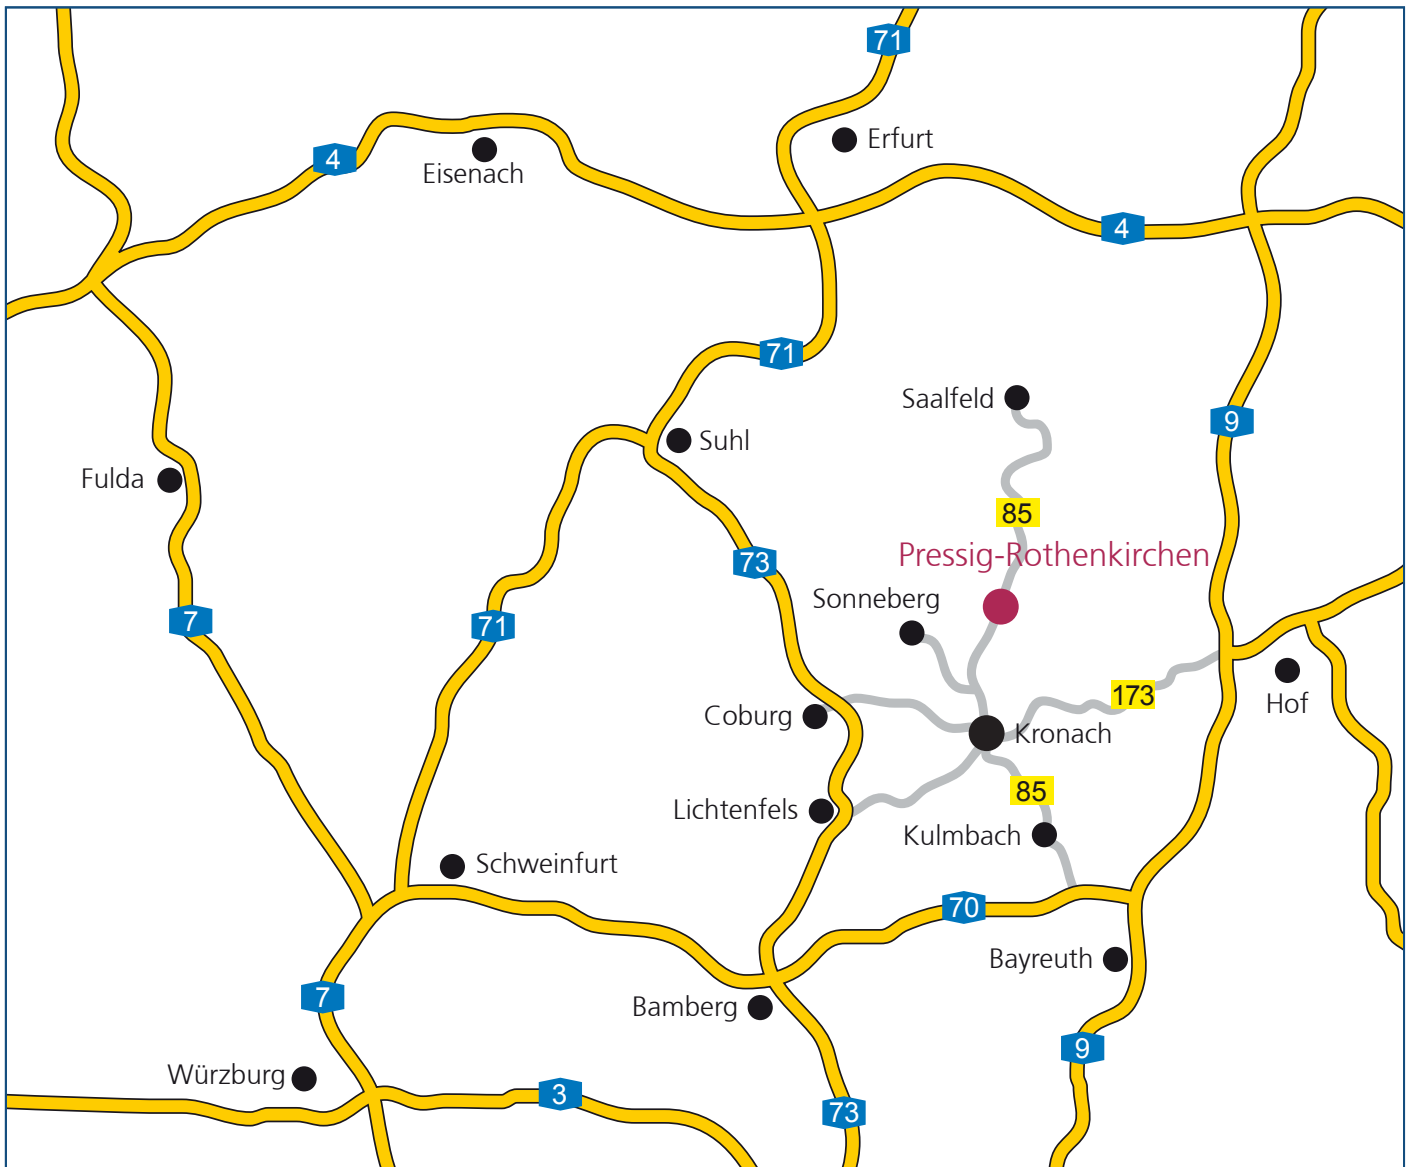 71
Erfurt
4
Eisenach
4
71
Saalfeld
9
Suhl
Fulda
85
Pressig-Rothenkirchen
73
Sonneberg
7
71
173
Hof
Coburg
Kronach
85
Lichtenfels
Kulmbach
Schweinfurt
70
Bayreuth
7
Bamberg
9
Würzburg
3
73